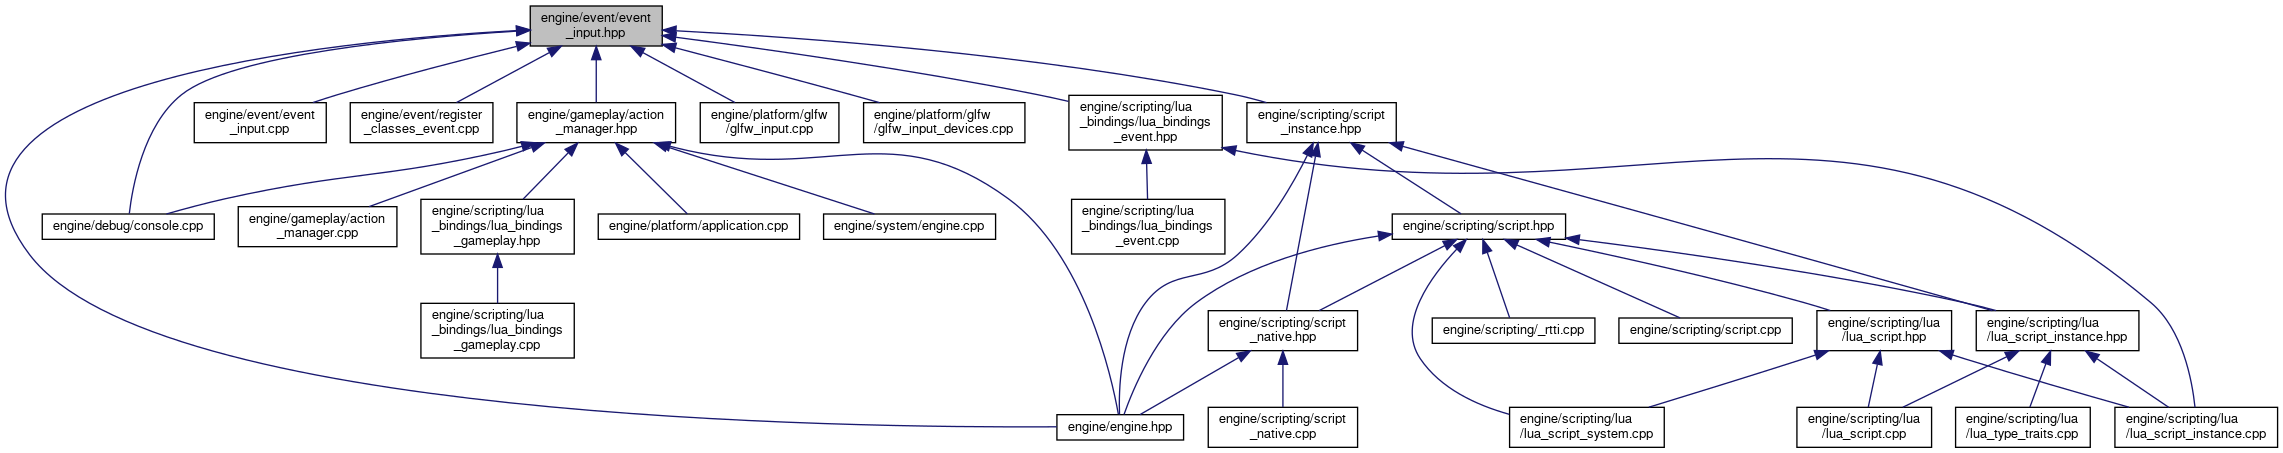 engine/event/event
_input.hpp
engine/event/event
_input.cpp
engine/event/register
_classes_event.cpp
engine/gameplay/action
_manager.hpp
engine/platform/glfw
/glfw_input.cpp
engine/platform/glfw
/glfw_input_devices.cpp
engine/scripting/lua
_bindings/lua_bindings
_event.hpp
engine/scripting/script
_instance.hpp
engine/debug/console.cpp
engine/gameplay/action
_manager.cpp
engine/scripting/lua
_bindings/lua_bindings
_gameplay.hpp
engine/platform/application.cpp
engine/system/engine.cpp
engine/scripting/lua
_bindings/lua_bindings
_event.cpp
engine/scripting/script.hpp
engine/scripting/lua
_bindings/lua_bindings
_gameplay.cpp
engine/scripting/script
_native.hpp
engine/scripting/_rtti.cpp
engine/scripting/script.cpp
engine/scripting/lua
/lua_script.hpp
engine/scripting/lua
/lua_script_instance.hpp
engine/engine.hpp
engine/scripting/script
_native.cpp
engine/scripting/lua
/lua_script_system.cpp
engine/scripting/lua
/lua_script.cpp
engine/scripting/lua
/lua_type_traits.cpp
engine/scripting/lua
/lua_script_instance.cpp